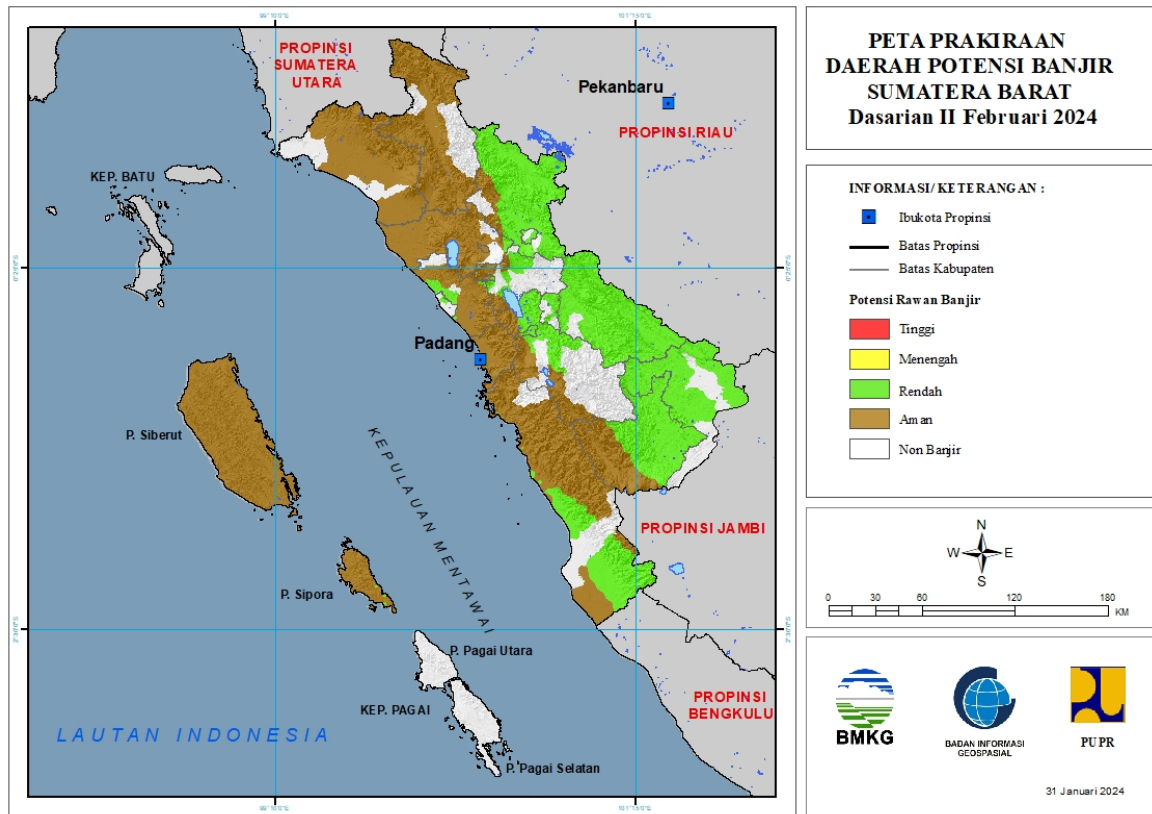 PETA PRAKIRAAN
DAERAH POTENSI BANJIR
SUMATERA BARAT
Dasarian II Februari 2024
INFORMASI/ KETERANGAN :
Ibukota Propinsi
Batas Propinsi
Batas Kabupaten
Potensi Rawan Banjir
Tinggi
Menengah
Rendah
Aman
Non Banjir
N
W E
S
0 30 60 120 180
KM
BMKG
BADAN INFORMASI
GEOSPASIAL
PUPR
31 Januari 2024
PROPINSI
SUMATERA
UTARA
Pekanbaru
PROPINSI RIAU
KEP. BATU
Padang
P. Siberut
KEPULAUAN MENTAWAI
PROPINSI JAMBI
P. Sipora
P. Pagai Utara
KEP. PAGAI
PROPINSI
BENGKULU
LAUTAN INDONESIA
P. Pagai Selatan